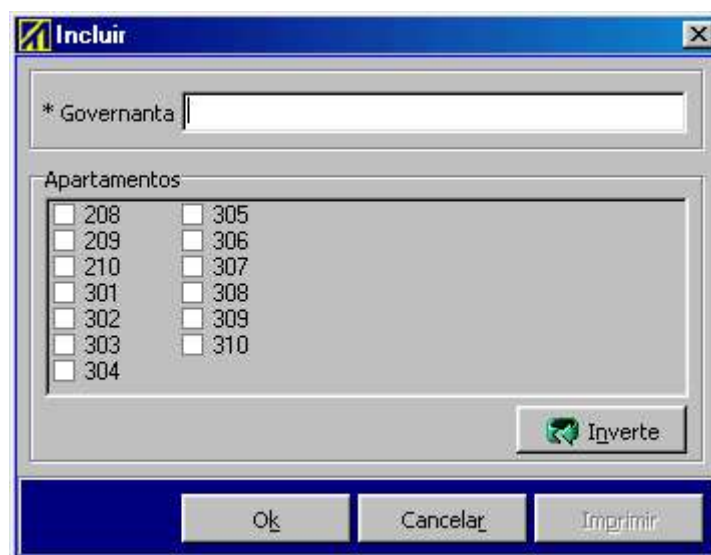 Incluir
* Governanta
Apartamentos
208 305
209 306
210 307
301 308
302 309
303 310
304
Inverte
Ok Cancelar Imprimir